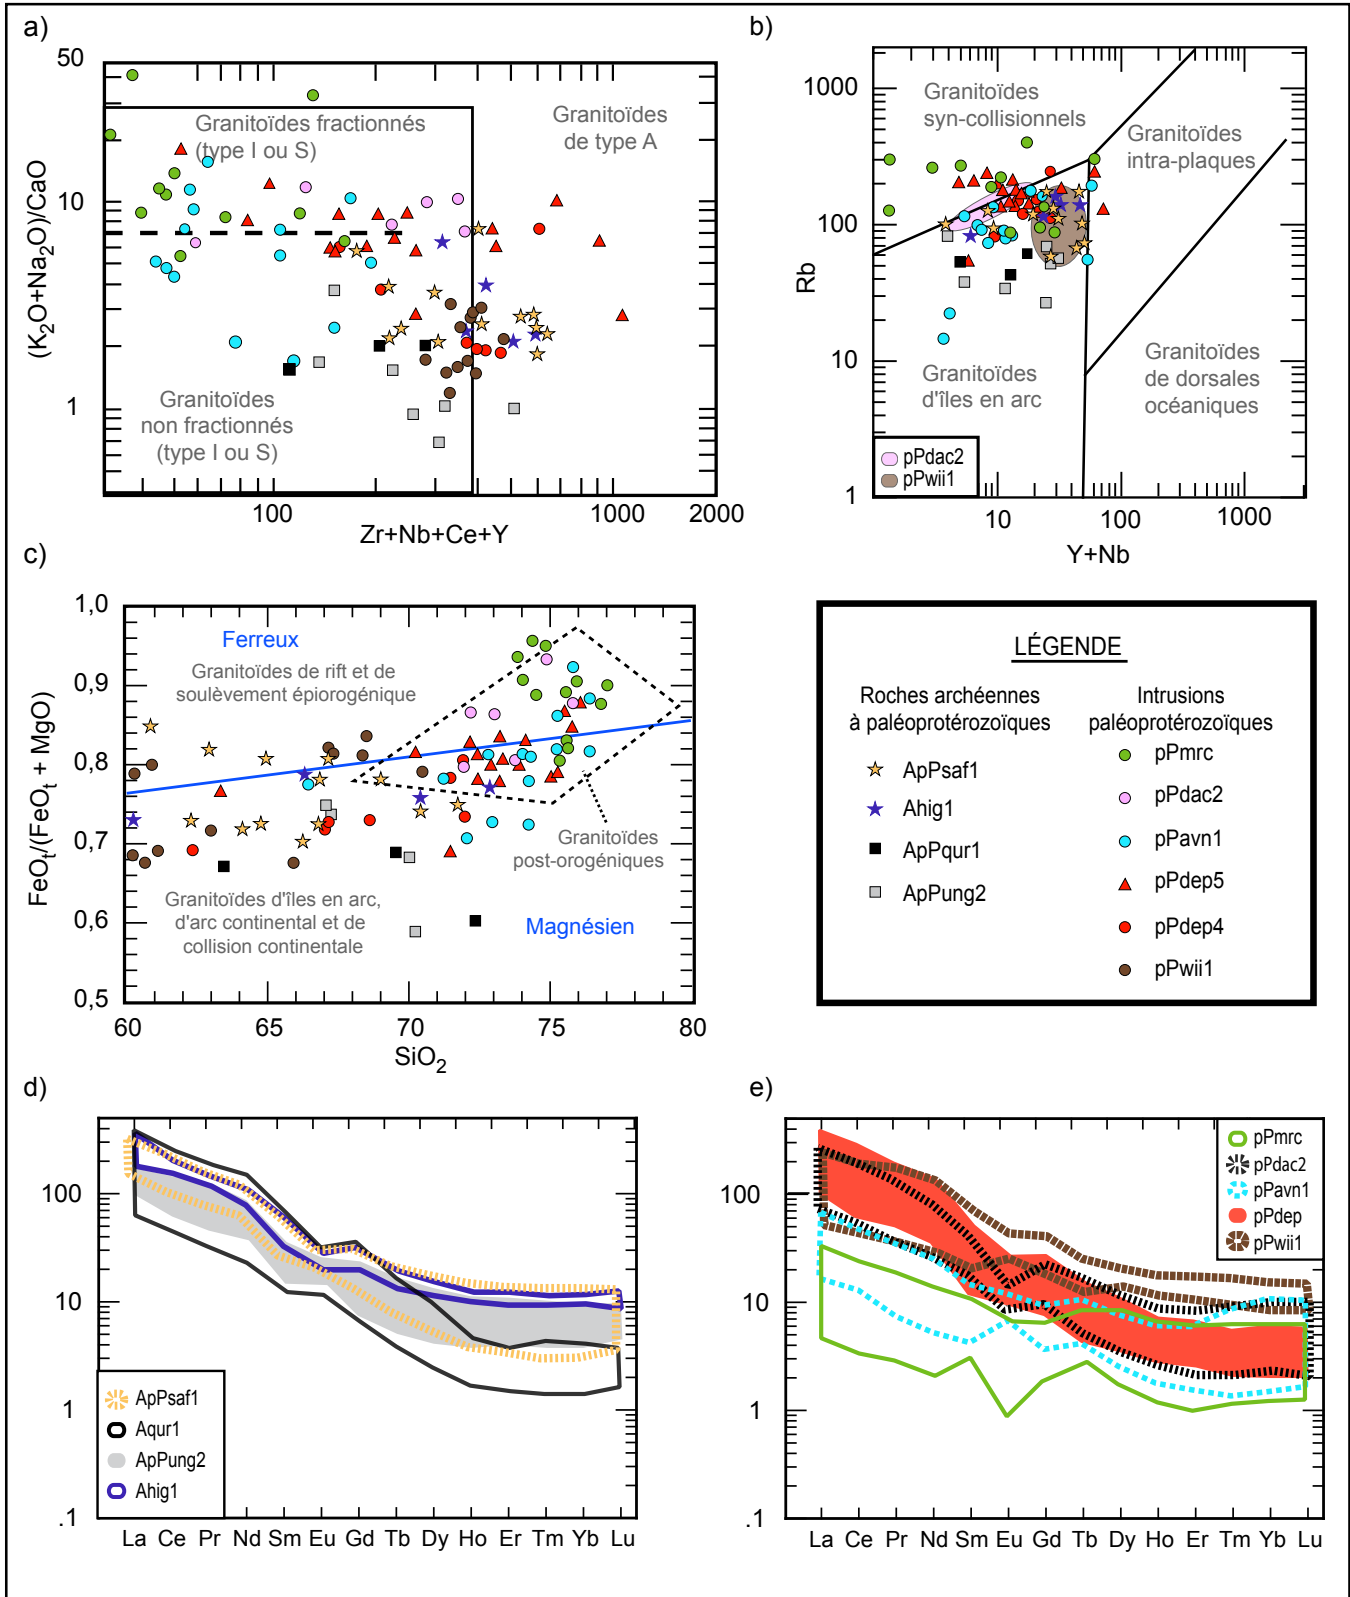 a)
50
10
1
(K2O+Na2O)/CaO
100
1000
2000
Zr+Nb+Ce+Y
Granitoïdes fractionnés
(type I ou S)
Granitoïdes
de type A
Granitoïdes
non fractionnés
(type I ou S)
b)
1000
100
10
1
Rb
10
100
1000
Y+Nb
Granitoïdes
syn-collisionnels
Granitoïdes
intra-plaques
Granitoïdes
d'îles en arc
Granitoïdes
de dorsales
océaniques
pPdac2
pPwii1
c)
1,0
0,9
0,8
0,7
0,6
0,5
FeOt/(FeOt + MgO)
60
65
70
75
80
SiO2
Ferreux
Granitoïdes de rift et de
soulèvement épiorogénique
Granitoïdes
post-orogéniques
Granitoïdes d'îles en arc,
d'arc continental et de
collision continentale
Magnésien
LÉGENDE
Roches archéennes
à paléoprotérozoïques
ApPsaf1
Ahig1
ApPqur1
ApPung2
Intrusions
paléoprotérozoïques
pPmrc
pPdac2
pPavn1
pPdep5
pPdep4
pPwii1
d)
100
10
1
.1
La Ce Pr Nd Sm Eu Gd Tb Dy Ho Er Tm Yb Lu
ApPsaf1
Aqur1
ApPung2
Ahig1
e)
100
10
1
.1
La Ce Pr Nd Sm Eu Gd Tb Dy Ho Er Tm Yb Lu
pPmrc
pPdac2
pPavn1
pPdep
pPwii1